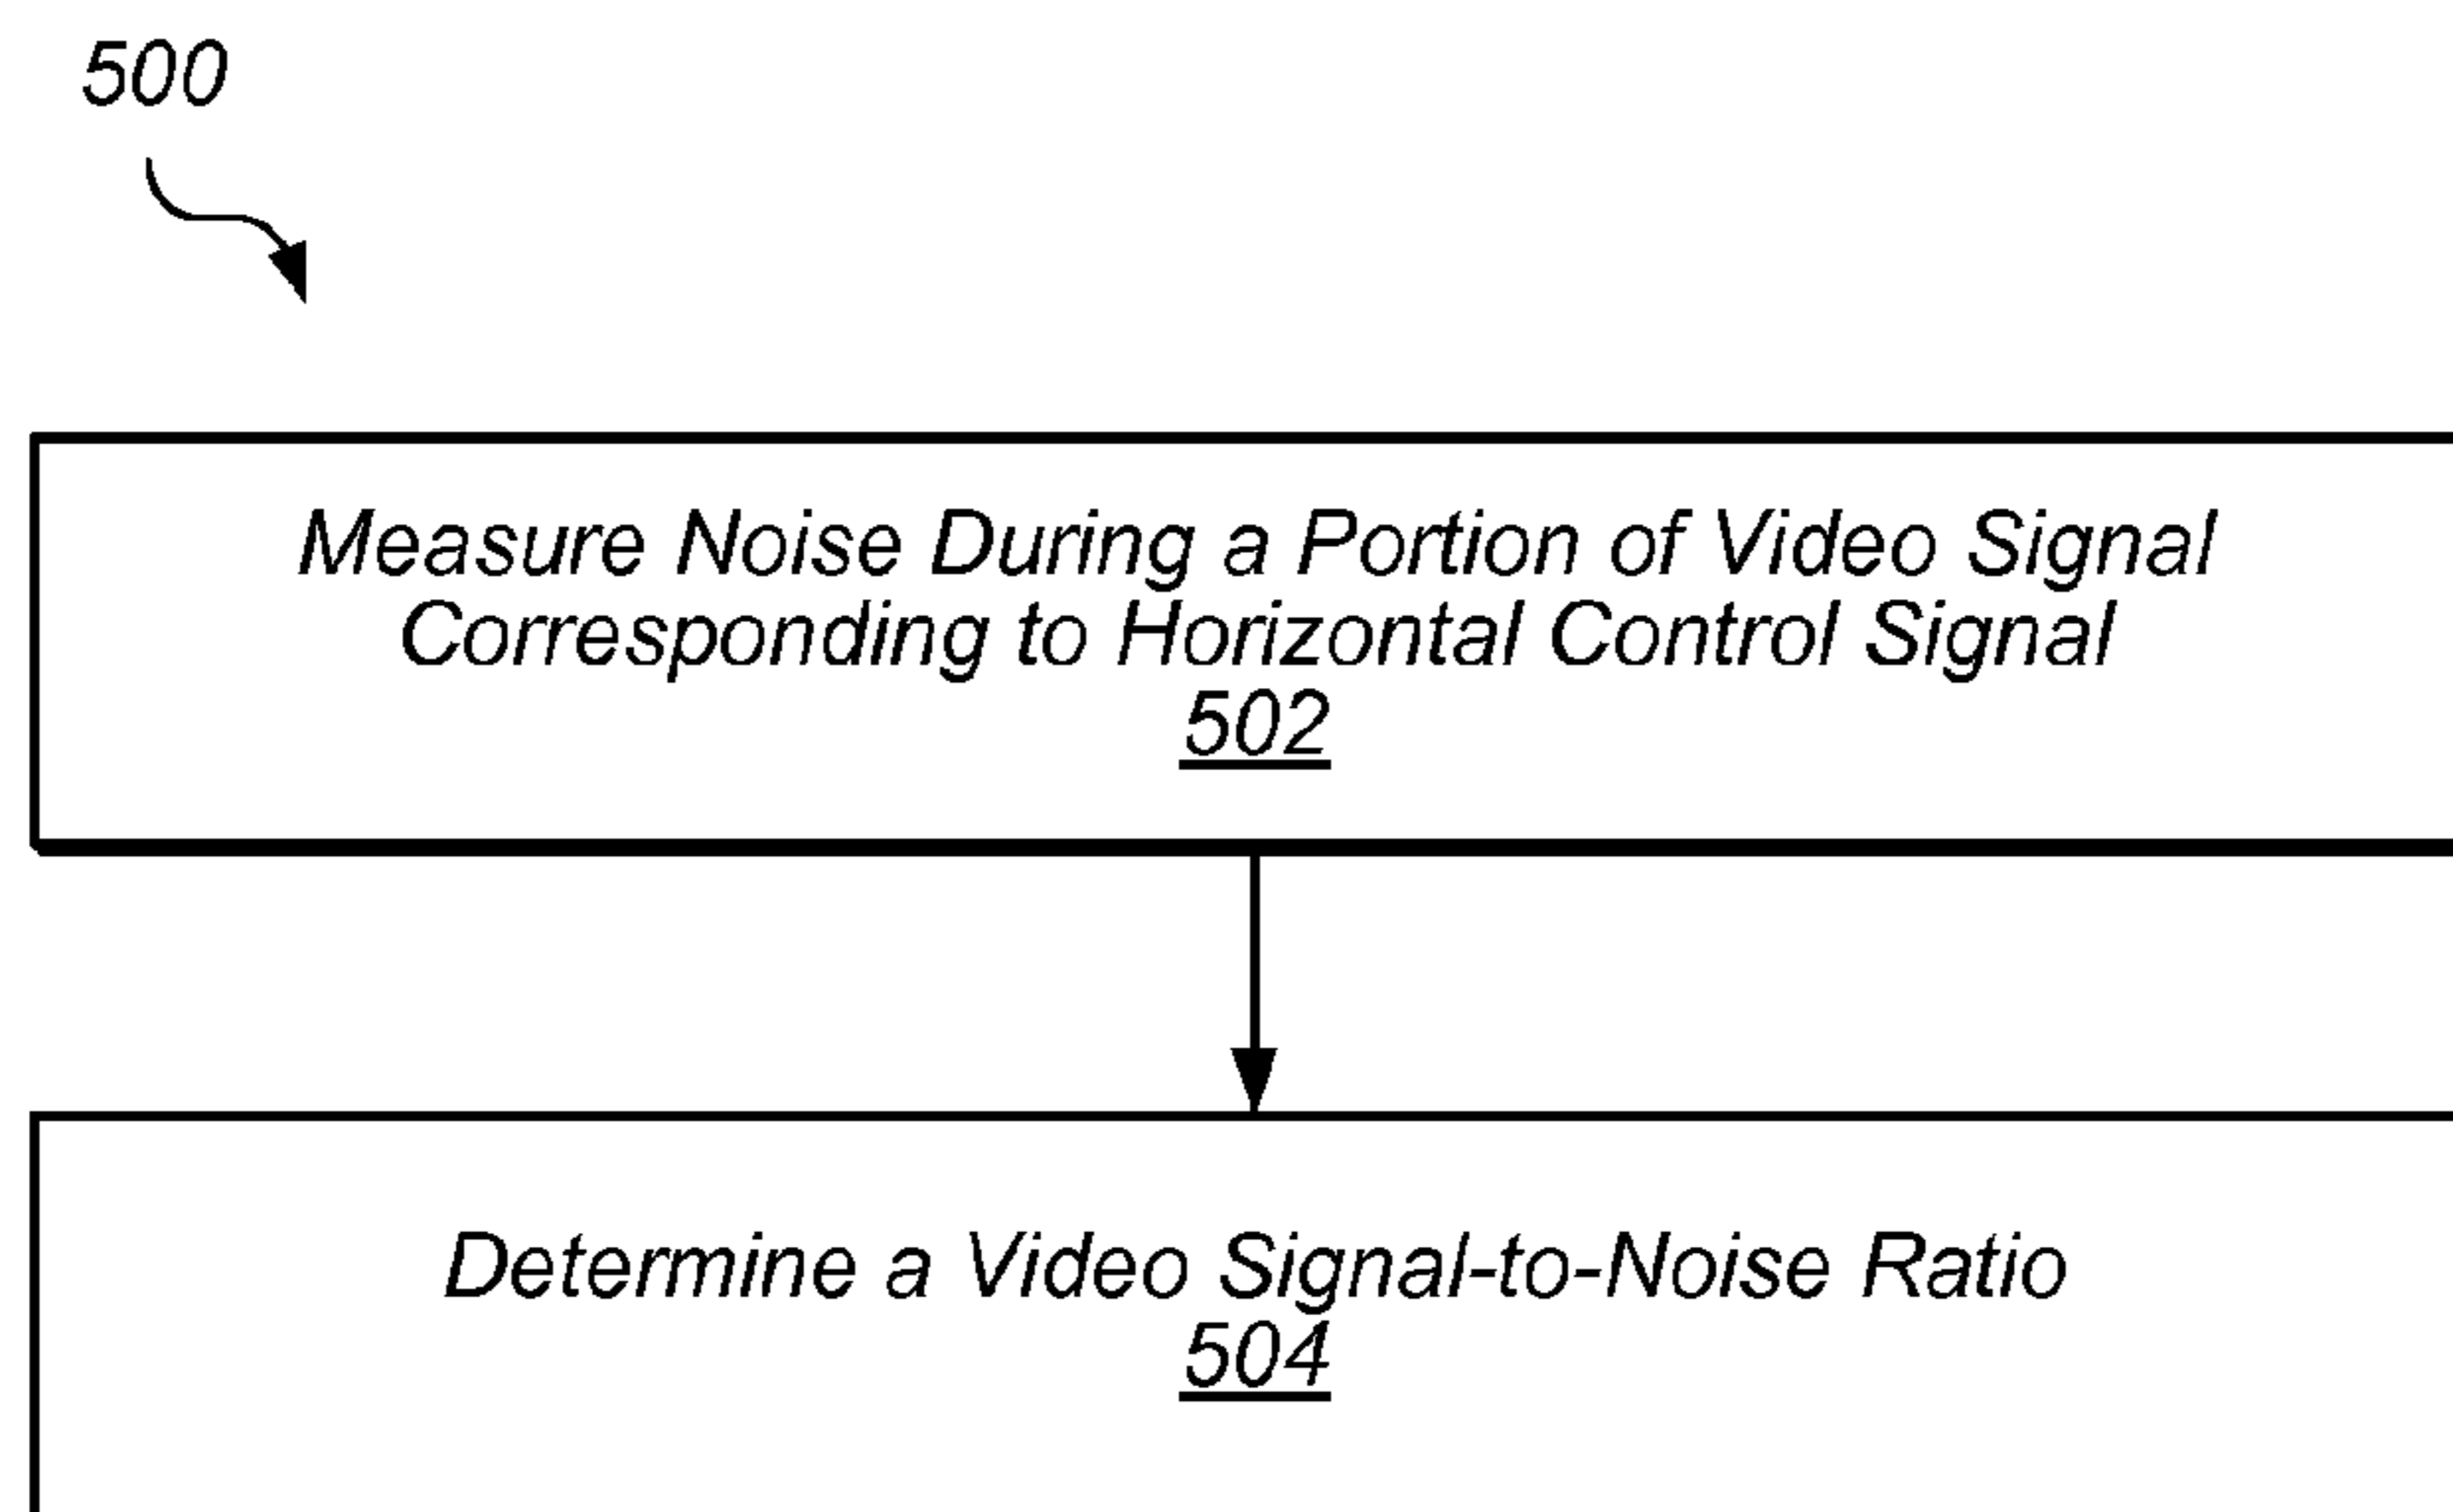 500
Measure Noise During a Portion of Video Signal
Corresponding to Horizontal Control Signal
502
Determine a Video Signal-to-Noise Ratio
504